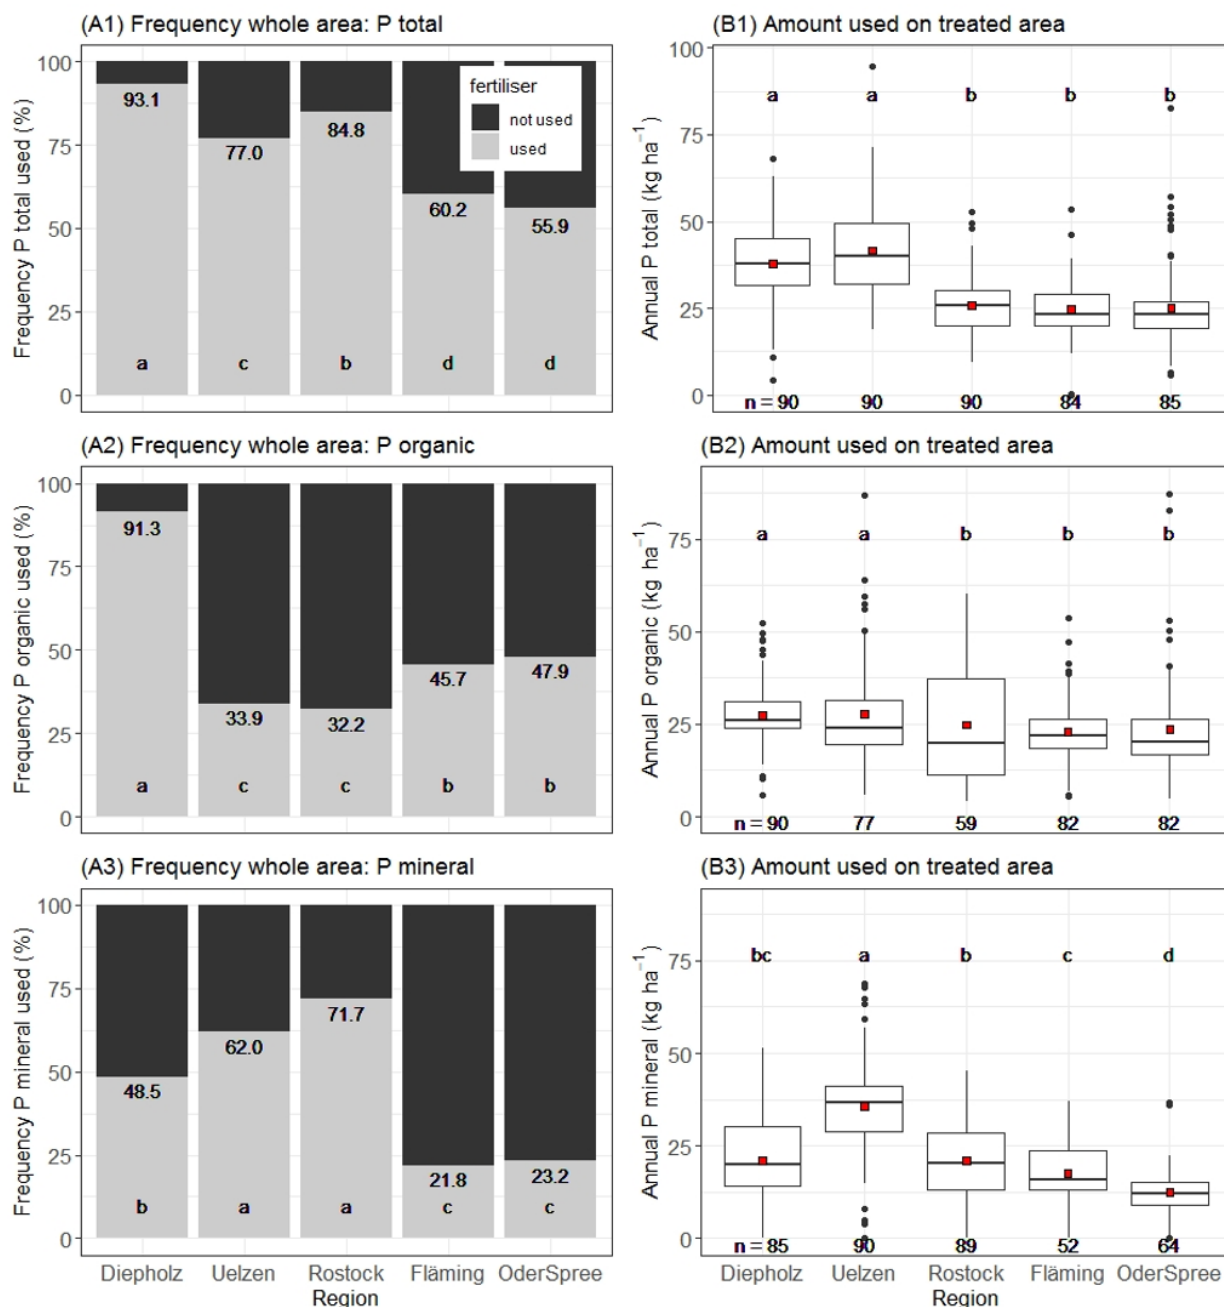 (A1) Frequency whole area: P total
Frequency P total used (%)
100
75
50
25
0
fertiliser
not used
used
93.1
77.0
84.8
60.2
55.9
a
c
b
d
d
(B1) Amount used on treated area
Annual P total (kg ha⁻¹)
100
75
50
25
0
a
a
b
b
b
n = 90
90
90
84
85
(A2) Frequency whole area: P organic
Frequency P organic used (%)
100
75
50
25
0
91.3
33.9
32.2
45.7
47.9
a
c
c
b
b
(B2) Amount used on treated area
Annual P organic (kg ha⁻¹)
75
50
25
0
a
a
b
b
b
n = 90
77
59
82
82
(A3) Frequency whole area: P mineral
Frequency P mineral used (%)
100
75
50
25
0
48.5
62.0
71.7
21.8
23.2
b
a
a
c
c
Diepholz
Uelzen
Rostock
Fläming
OderSpree
Region
(B3) Amount used on treated area
Annual P mineral (kg ha⁻¹)
75
50
25
0
bc
a
b
c
d
n = 85
90
89
52
64
Diepholz
Uelzen
Rostock
Fläming
OderSpree
Region